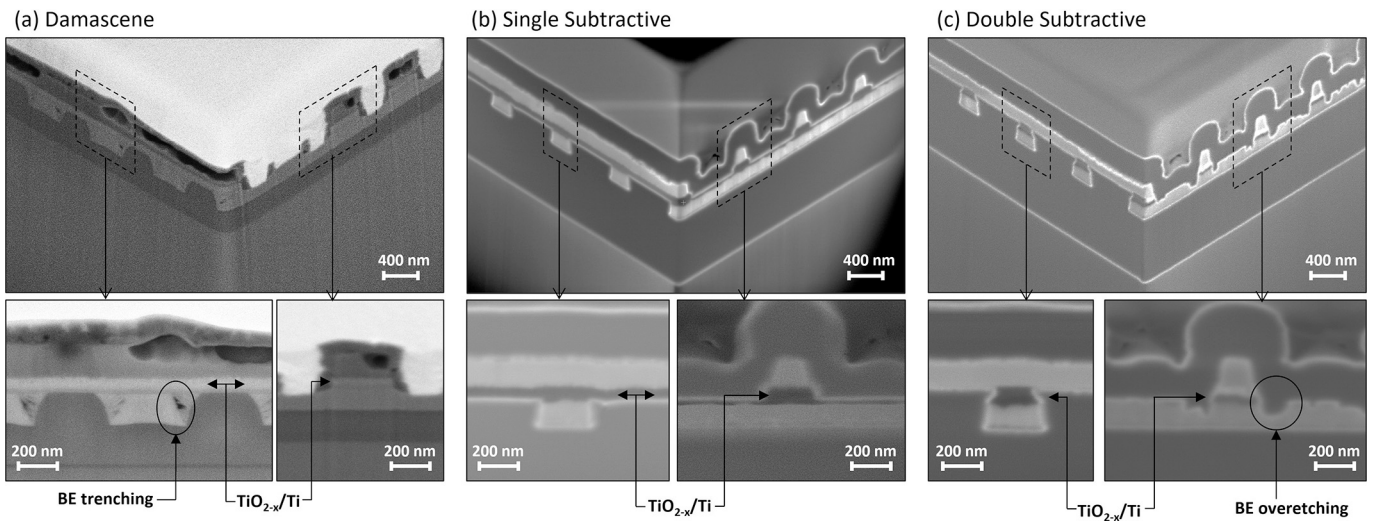 (a) Damascene
(b) Single Subtractive
(c) Double Subtractive
400 nm
400 nm
400 nm
200 nm
200 nm
200 nm
200 nm
200 nm
200 nm
BE trenching
TiO₂₋ₓ/Ti
TiO₂₋ₓ/Ti
TiO₂₋ₓ/Ti
BE overetching